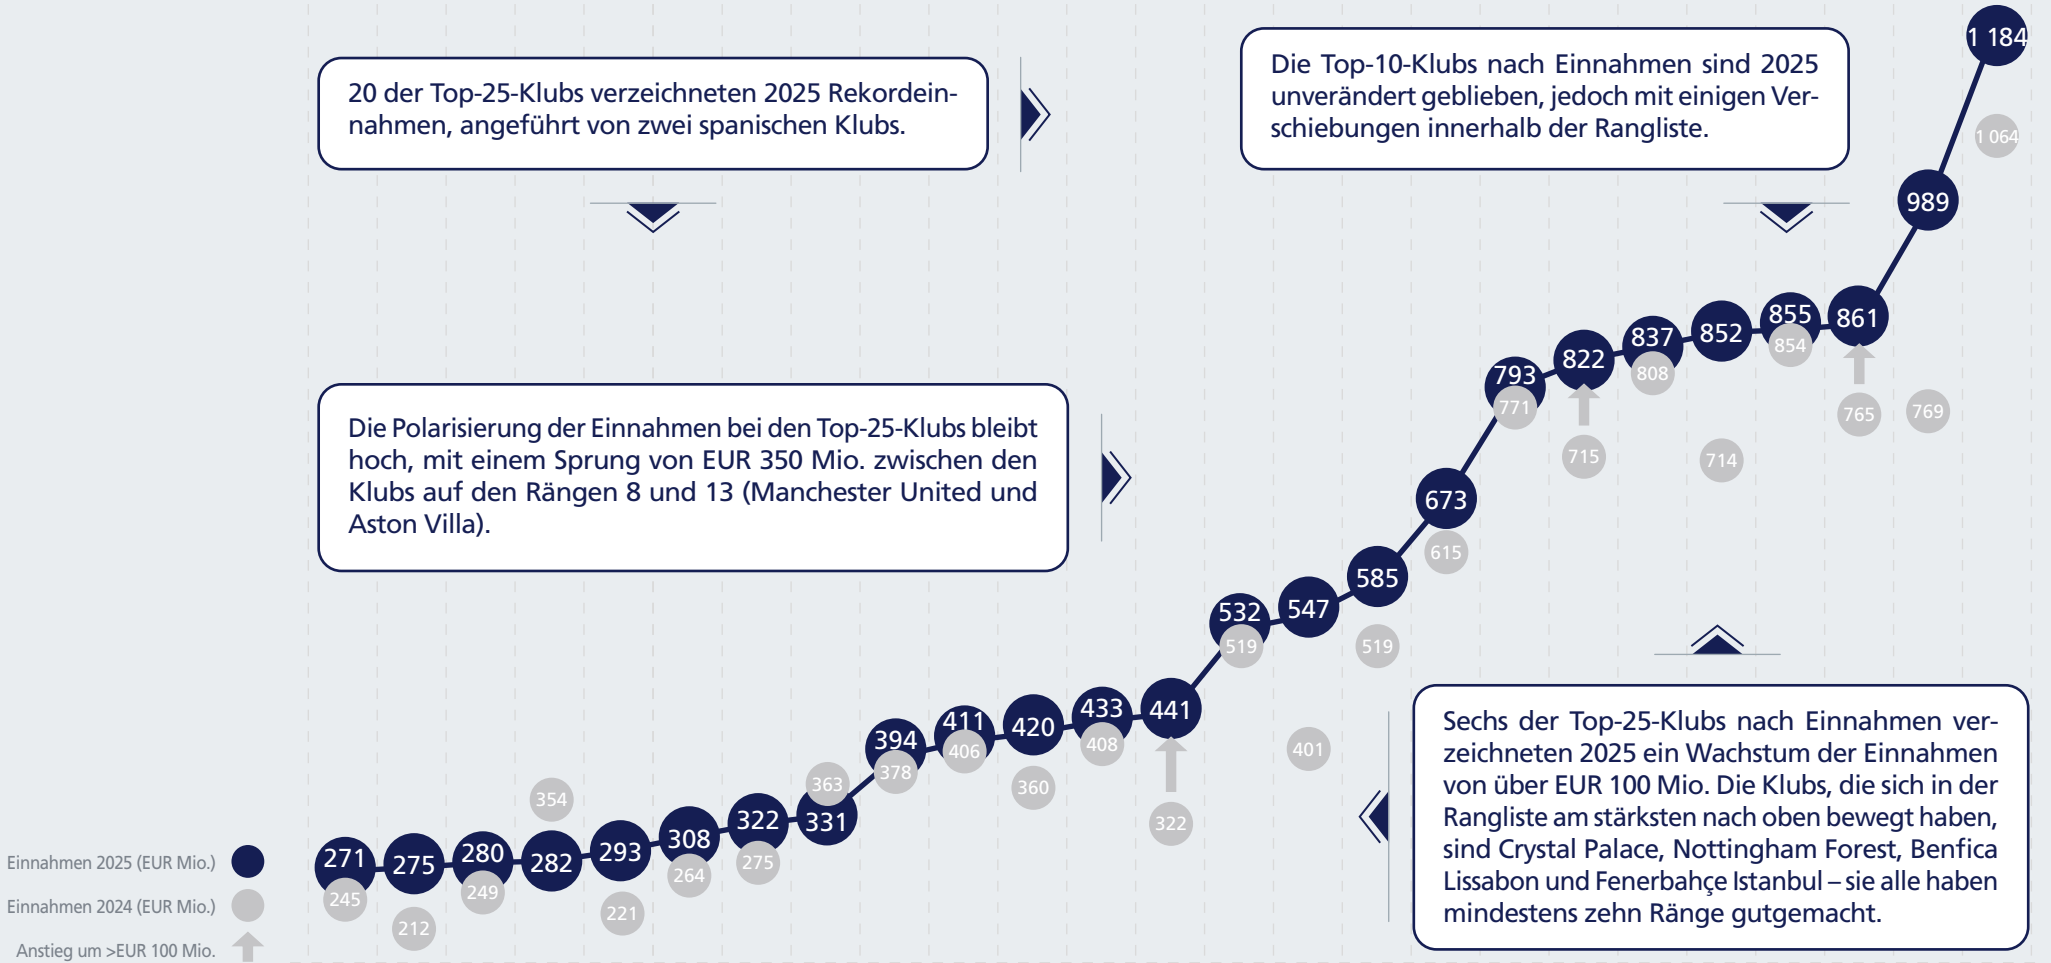 20 der Top-25-Klubs verzeichneten 2025 Rekordein-
nahmen, angeführt von zwei spanischen Klubs.
Die Top-10-Klubs nach Einnahmen sind 2025
unverändert geblieben, jedoch mit einigen Ver-
schiebungen innerhalb der Rangliste.
Die Polarisierung der Einnahmen bei den Top-25-Klubs bleibt
hoch, mit einem Sprung von EUR 350 Mio. zwischen den
Klubs auf den Rängen 8 und 13 (Manchester United und
Aston Villa).
271
245
275
212
280
249
354
282
293
221
308
264
322
275
363
331
394
378
411
406
420
360
433
408
441
322
532
519
547
401
585
519
673
615
793
771
822
715
837
808
852
714
855
854
861
765
989
769
1 184
1 064
Sechs der Top-25-Klubs nach Einnahmen ver-
zeichneten 2025 ein Wachstum der Einnahmen
von über EUR 100 Mio. Die Klubs, die sich in der
Rangliste am stärksten nach oben bewegt haben,
sind Crystal Palace, Nottingham Forest, Benfica
Lissabon und Fenerbahçe Istanbul – sie alle haben
mindestens zehn Ränge gutgemacht.
Einnahmen 2025 (EUR Mio.)
Einnahmen 2024 (EUR Mio.)
Anstieg um >EUR 100 Mio.